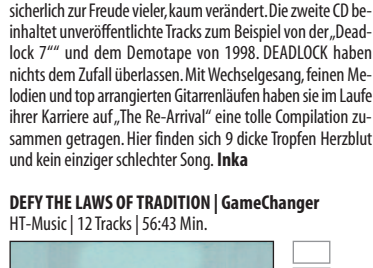 sicherlich zur Freude vieler, kaum verändert. Die zweite CD be-
inhaltet unveröffentlichte Tracks zum Beispiel von der „Dead-
lock 7““ und dem Demotape von 1998. DEADLOCK haben
nichts dem Zufall überlassen. Mit Wechselgesang, feinen Me-
lodien und top arrangierten Gitarrenläufen haben sie im Laufe
ihrer Karriere auf „The Re-Arrival“ eine tolle Compilation zu-
sammen getragen. Hier finden sich 9 dicke Tropfen Herzblut
und kein einziger schlechter Song. Inka
DEFY THE LAWS OF TRADITION | GameChanger
HT-Music | 12 Tracks | 56:43 Min.